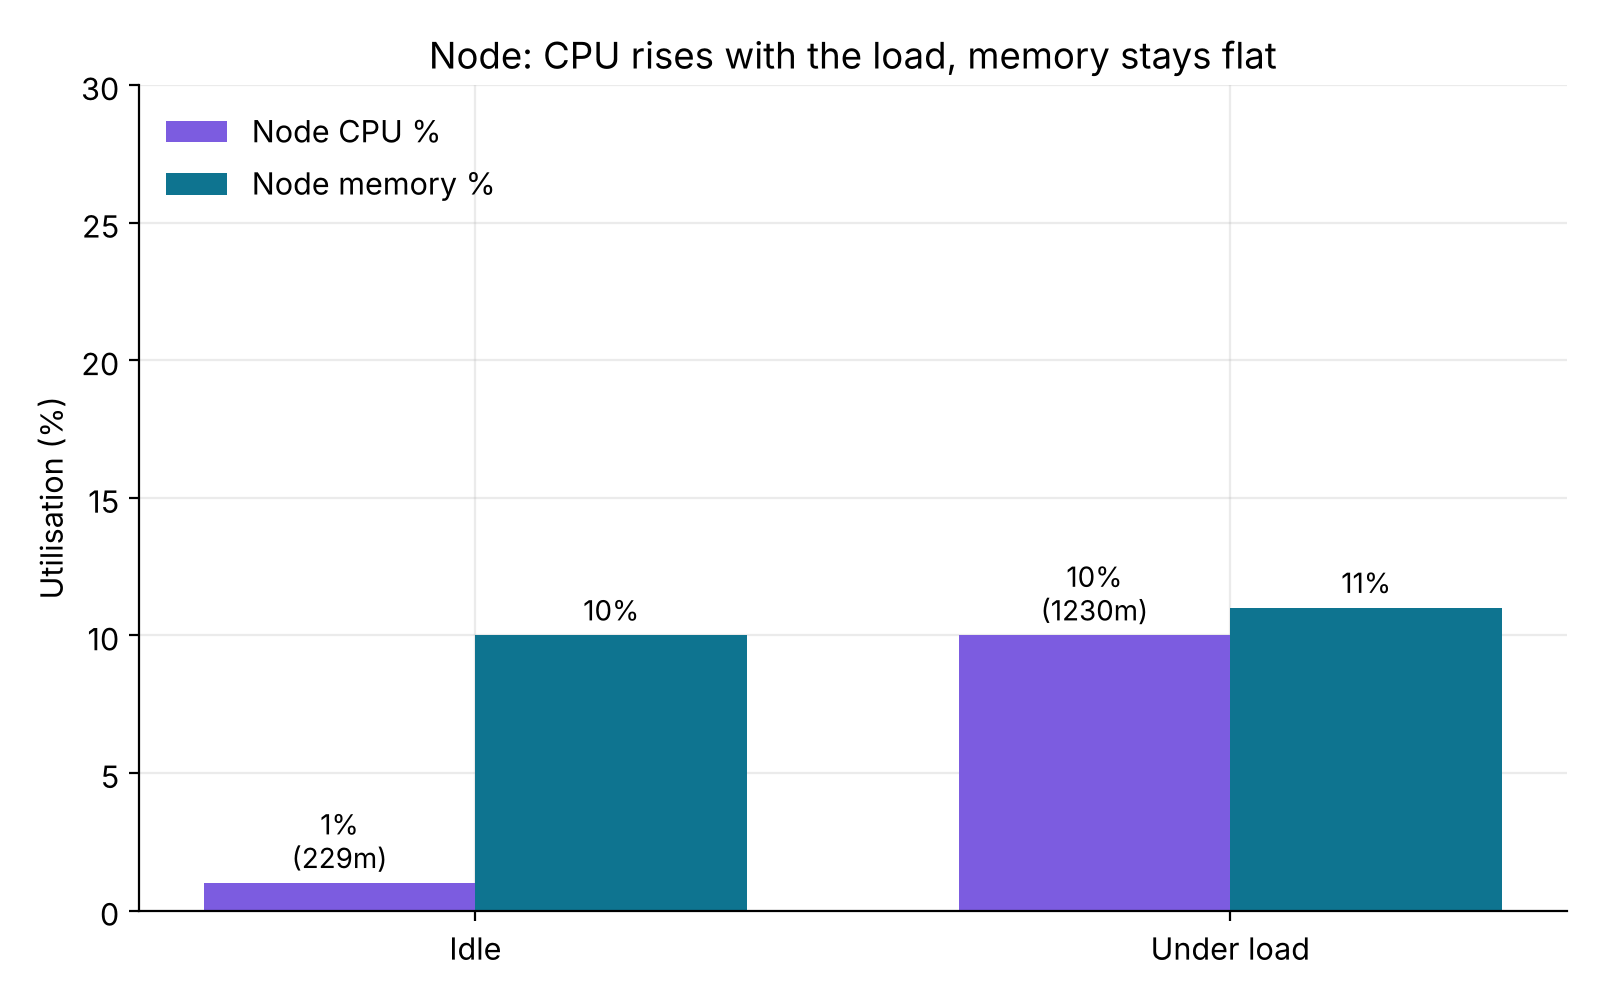 Node: CPU rises with the load, memory stays flat
30
25
20
15
10
5
0
Utilisation (%)
Node CPU %
Node memory %
1%
(229m)
10%
10%
(1230m)
11%
Idle
Under load